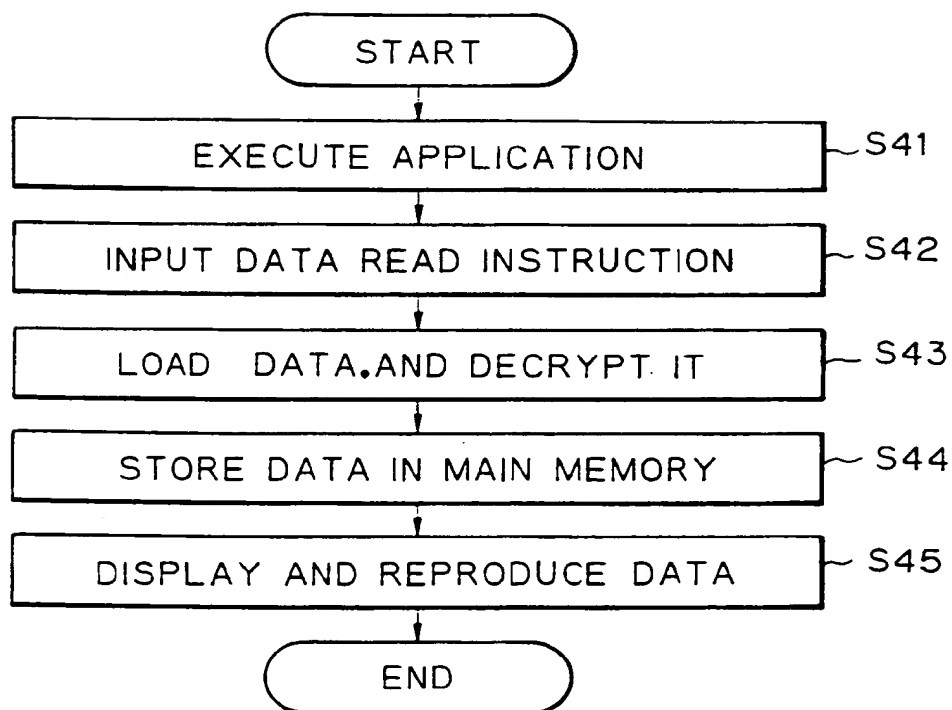 START
EXECUTE APPLICATION
S41
INPUT DATA READ INSTRUCTION
S42
LOAD DATA.AND DECRYPT IT
S43
STORE DATA IN MAIN MEMORY
S44
DISPLAY AND REPRODUCE DATA
S45
END